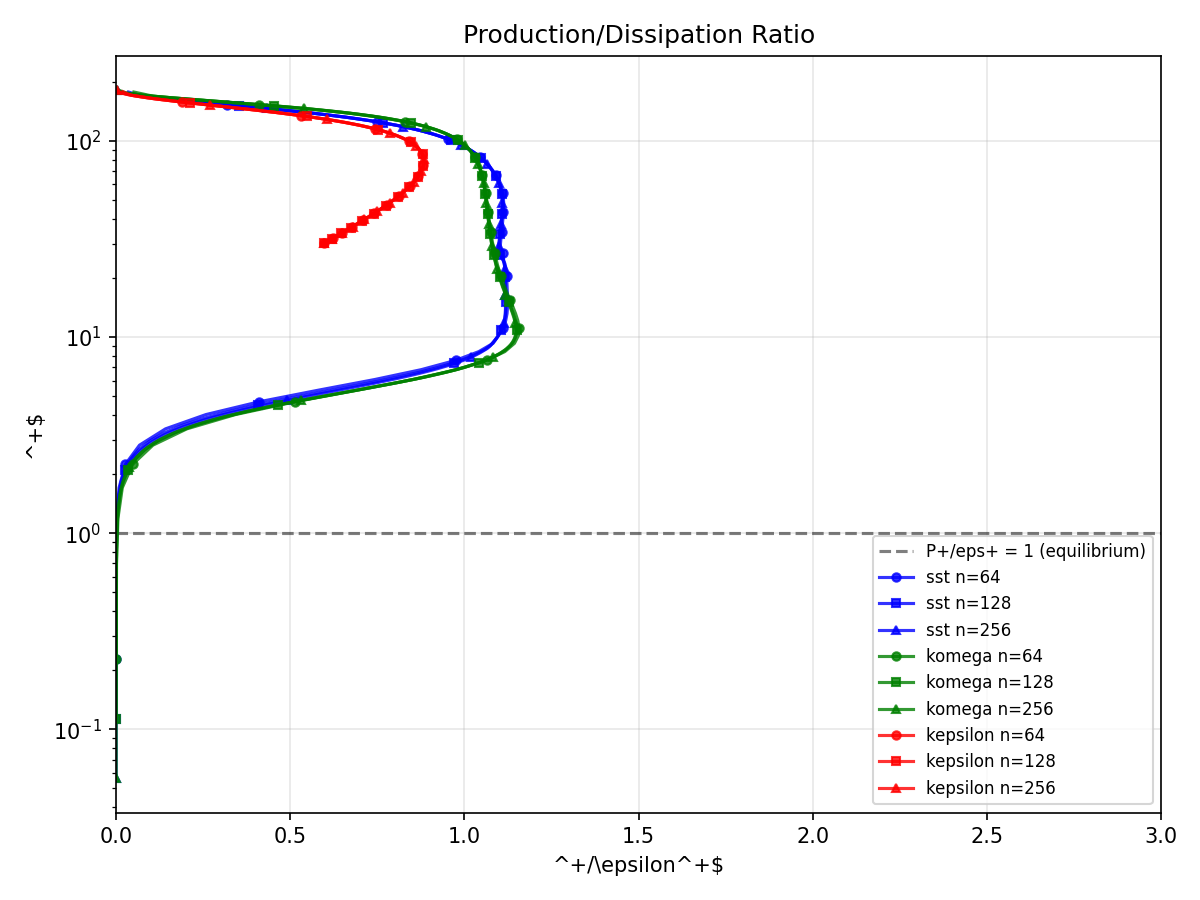 Production/Dissipation Ratio
^+$
10^2
10^1
10^0
10^-1
P+/eps+ = 1 (equilibrium)
sst n=64
sst n=128
sst n=256
komega n=64
komega n=128
komega n=256
kepsilon n=64
kepsilon n=128
kepsilon n=256
0.0 0.5 1.0 1.5 2.0 2.5 3.0
^+/\epsilon^+$